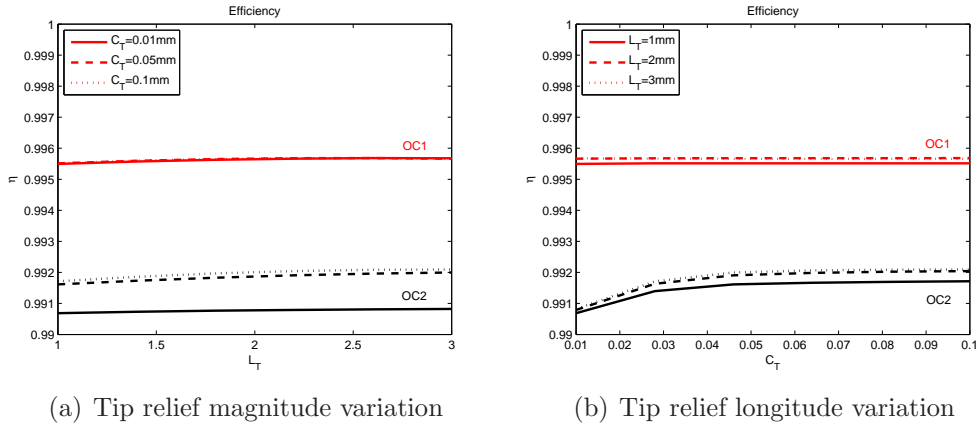 Efficiency
1
0.999
0.998
0.997
0.996
0.995
0.994
0.993
0.992
0.991
0.99
η
C_T=0.01mm
C_T=0.05mm
C_T=0.1mm
OC1
OC2
1
1.5
2
2.5
3
L_T
(a) Tip relief magnitude variation
Efficiency
1
0.999
0.998
0.997
0.996
0.995
0.994
0.993
0.992
0.991
0.99
η
L_T=1mm
L_T=2mm
L_T=3mm
OC1
OC2
0.01
0.02
0.03
0.04
0.05
0.06
0.07
0.08
0.09
0.1
C_T
(b) Tip relief longitude variation